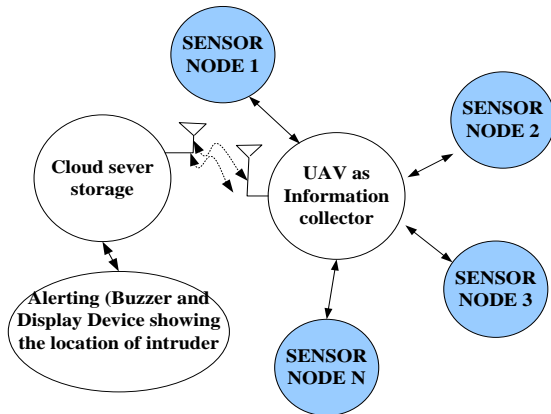 SENSOR
NODE 1
SENSOR
NODE 2
Cloud sever
storage
UAV as
Information
collector
SENSOR
NODE 3
Alerting (Buzzer and
Display Device showing
the location of intruder
SENSOR
NODE N